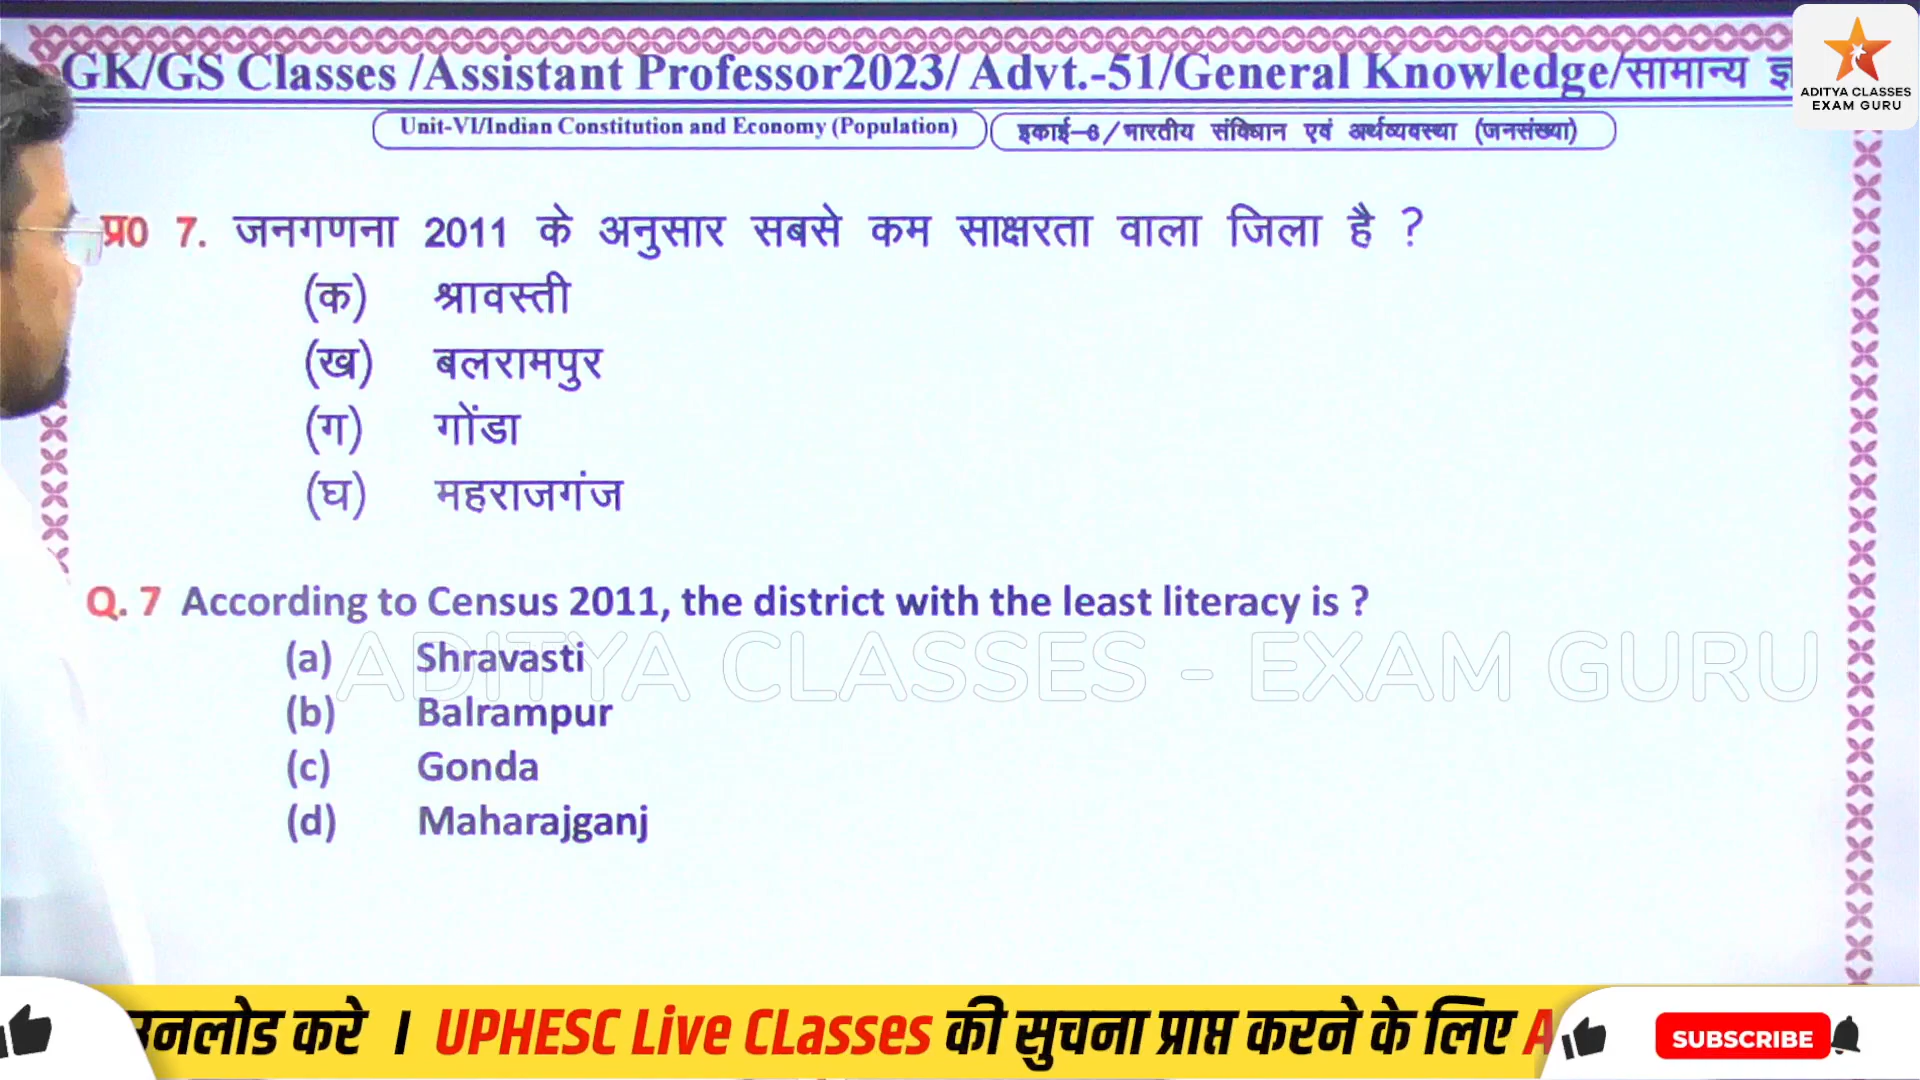 GK/GS Classes /Assistant Professor2023/ Advt.-51/General Knowledge/सामान्य
ADITYA CLASSES
EXAM GURU
Unit-VI/Indian Constitution and Economy (Population)
इकाई–6/भारतीय संविधान एवं अर्थव्यवस्था (जनसंख्या)
प्र0 7. जनगणना 2011 के अनुसार सबसे कम साक्षरता वाला जिला है ?
(क) श्रावस्ती
(ख) बलरामपुर
(ग) गोंडा
(घ) महराजगंज
Q. 7 According to Census 2011, the district with the least literacy is ?
ADITYA CLASSES - EXAM GURU
(a) Shravasti
(b) Balrampur
(c) Gonda
(d) Maharajganj
उनलोड करे । UPHESC Live CLasses की सुचना प्राप्त करने के लिए A
SUBSCRIBE